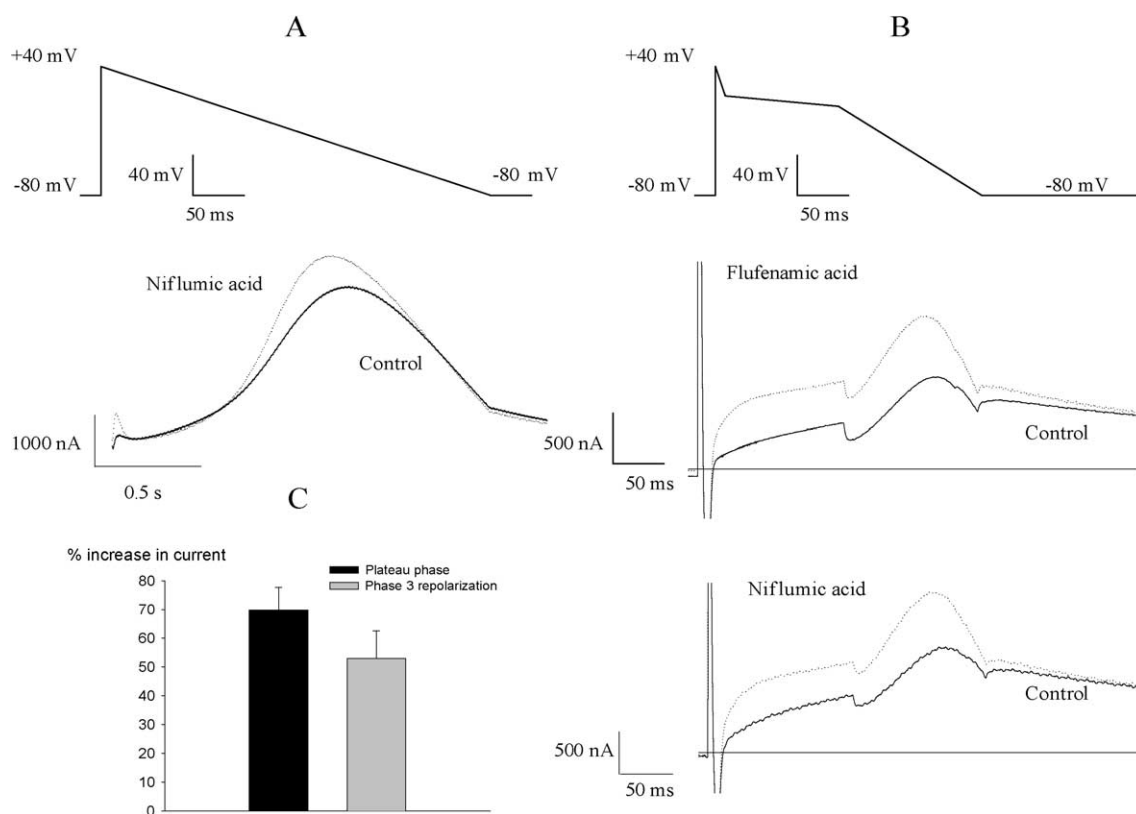 A
+40 mV
-80 mV
40 mV
50 ms
-80 mV
Niflumic acid
Control
1000 nA
0.5 s
B
+40 mV
-80 mV
40 mV
50 ms
-80 mV
Flufenamic acid
Control
500 nA
50 ms
Niflumic acid
Control
500 nA
50 ms
C
% increase in current
Plateau phase
Phase 3 repolarization
80
70
60
50
40
30
20
10
0